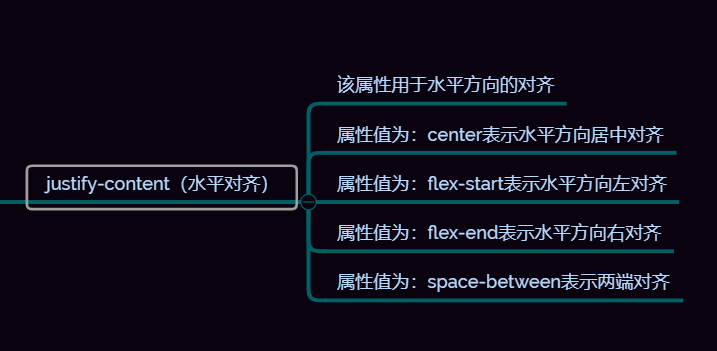 justify-content（水平对齐）
该属性用于水平方向的对齐
属性值为：center表示水平方向居中对齐
属性值为：flex-start表示水平方向左对齐
属性值为：flex-end表示水平方向右对齐
属性值为：space-between表示两端对齐